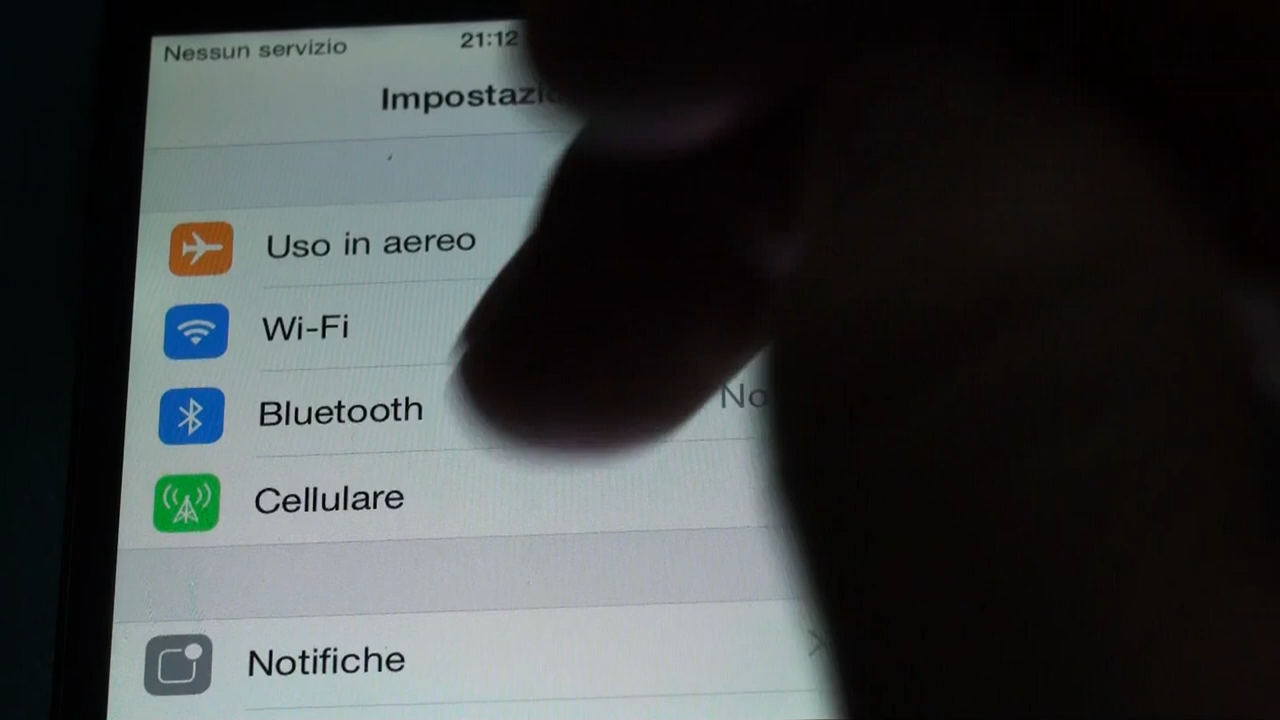 Nessun servizio 21:12
Uso in aereo
Wi-Fi
Bluetooth
Cellulare
Notifiche